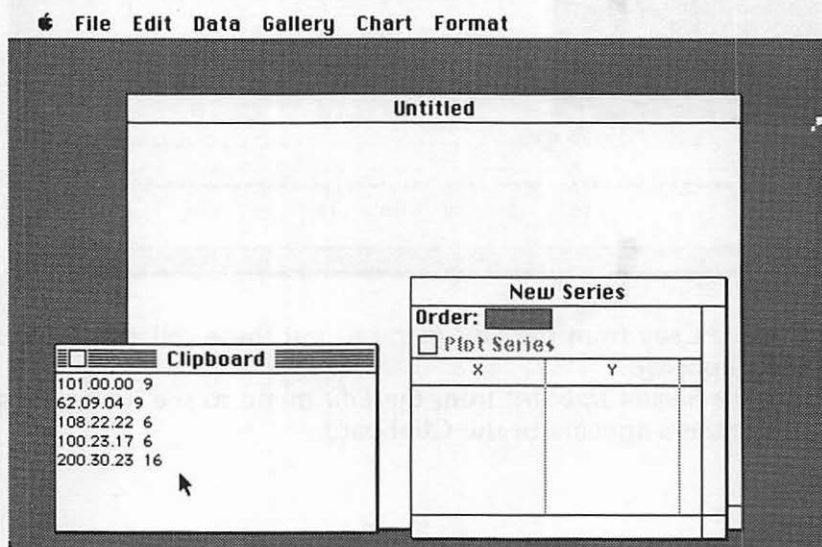 File Edit Data Gallery Chart Format
Untitled
New Series
Order:
Plot Series
X Y
Clipboard
101.00.00 9
62.09.04 9
108.22.22 6
100.23.17 6
200.30.23 16